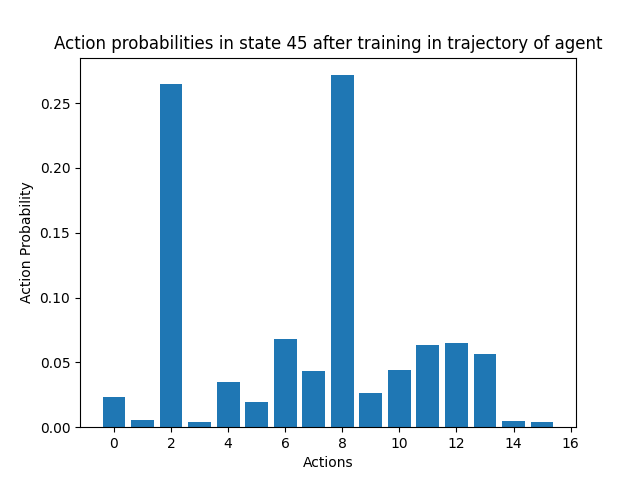 Action probabilities in state 45 after training in trajectory of agent
Action Probability
0.25
0.20
0.15
0.10
0.05
0.00
0 2 4 6 8 10 12 14 16
Actions